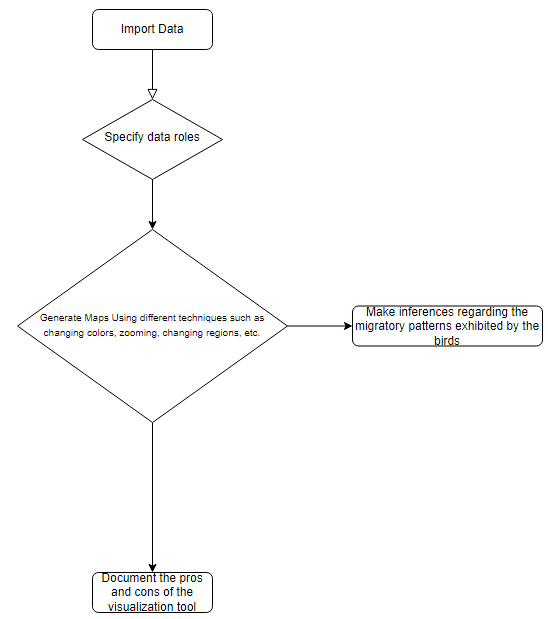 Import Data
Specify data roles
Generate Maps Using different techniques such as
changing colors, zooming, changing regions, etc.
Make inferences regarding the
migratory patterns exhibited by the
birds
Document the pros
and cons of the
visualization tool